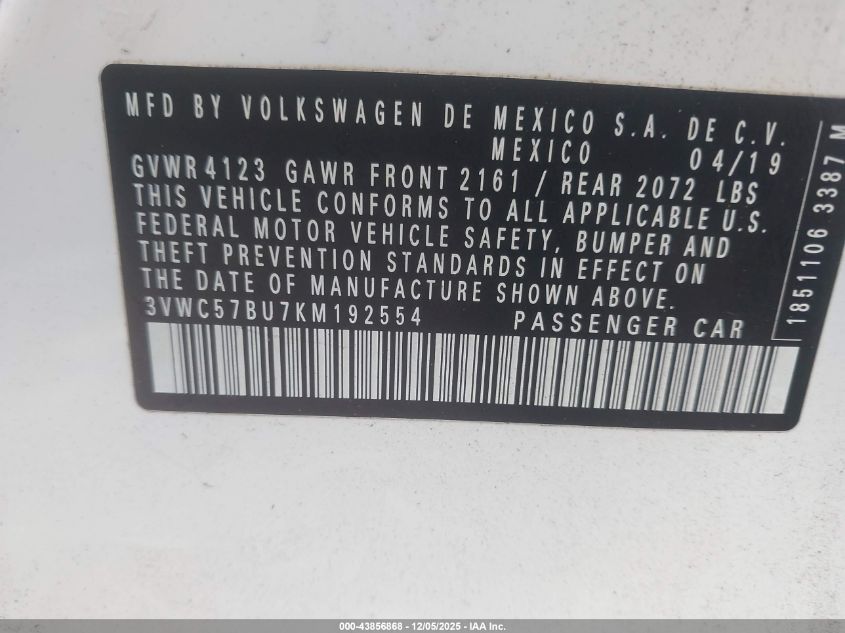 MFD BY VOLKSWAGEN DE MEXICO S.A. DE C.V.
MEXICO 04/19
GVWR 4123 GAWR FRONT 2161 / REAR 2072 LBS
THIS VEHICLE CONFORMS TO ALL APPLICABLE U.S.
FEDERAL MOTOR VEHICLE SAFETY, BUMPER AND
THEFT PREVENTION STANDARDS IN EFFECT ON
THE DATE OF MANUFACTURE SHOWN ABOVE.
3VWC57BU7KM192554 PASSENGER CAR
1851106 3387 M
000-43856868 • 12/05/2025 - IAA Inc.